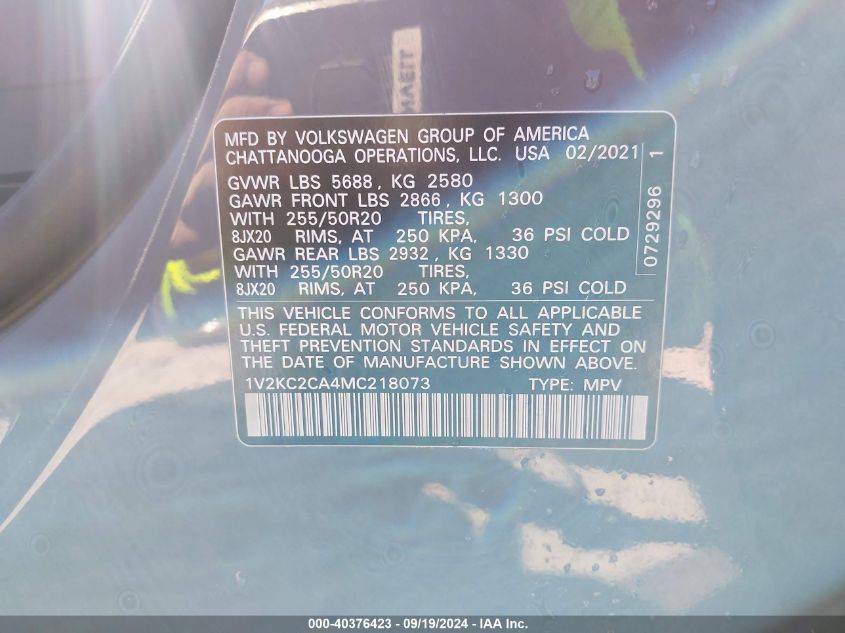 TIAN
MFD BY VOLKSWAGEN GROUP OF AMERICA
CHATTANOOGA OPERATIONS, LLC. USA 02/2021
GVWR LBS 5688, KG 2580
GAWR FRONT LBS 2866, KG 1300
WITH 255/50R20 TIRES,
8JX20 RIMS, AT 250 KPA, 36 PSI COLD
GAWR REAR LBS 2932, KG 1330
WITH 255/50R20 TIRES,
8JX20 RIMS, AT 250 KPA, 36 PSI COLD
0729296 1
THIS VEHICLE CONFORMS TO ALL APPLICABLE
U.S. FEDERAL MOTOR VEHICLE SAFETY AND
THEFT PREVENTION STANDARDS IN EFFECT ON
THE DATE OF MANUFACTURE SHOWN ABOVE.
1V2KC2CA4MC218073 TYPE: MPV
000-40376423 - 09/19/2024 - IAA Inc.